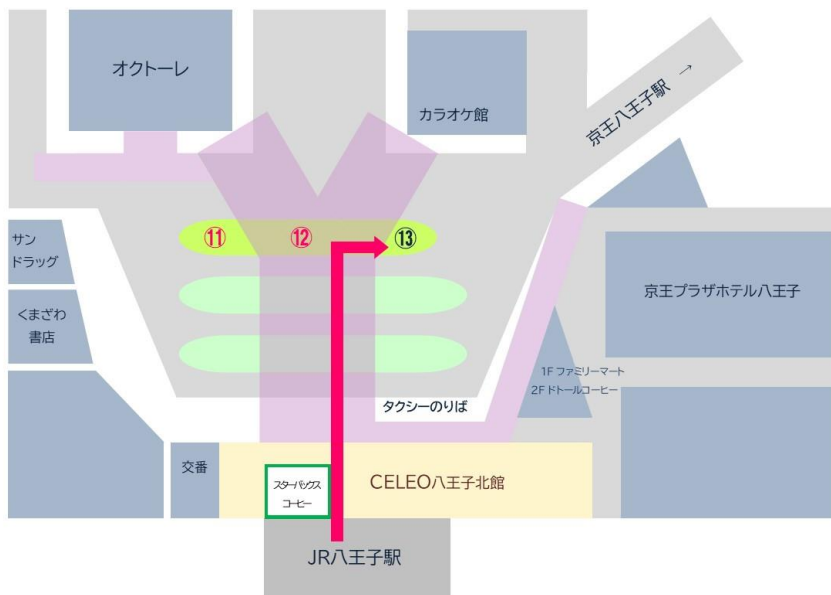 オクトーレ
カラオケ館
京王八王子駅 →
⑪
⑫
⑬
サン
ドラッグ
くまざわ
書店
京王プラザホテル八王子
1F ファミリーマート
2F ドトールコーヒー
タクシーのりば
交番
スターバックス
コーヒー
CELEO八王子北館
JR八王子駅